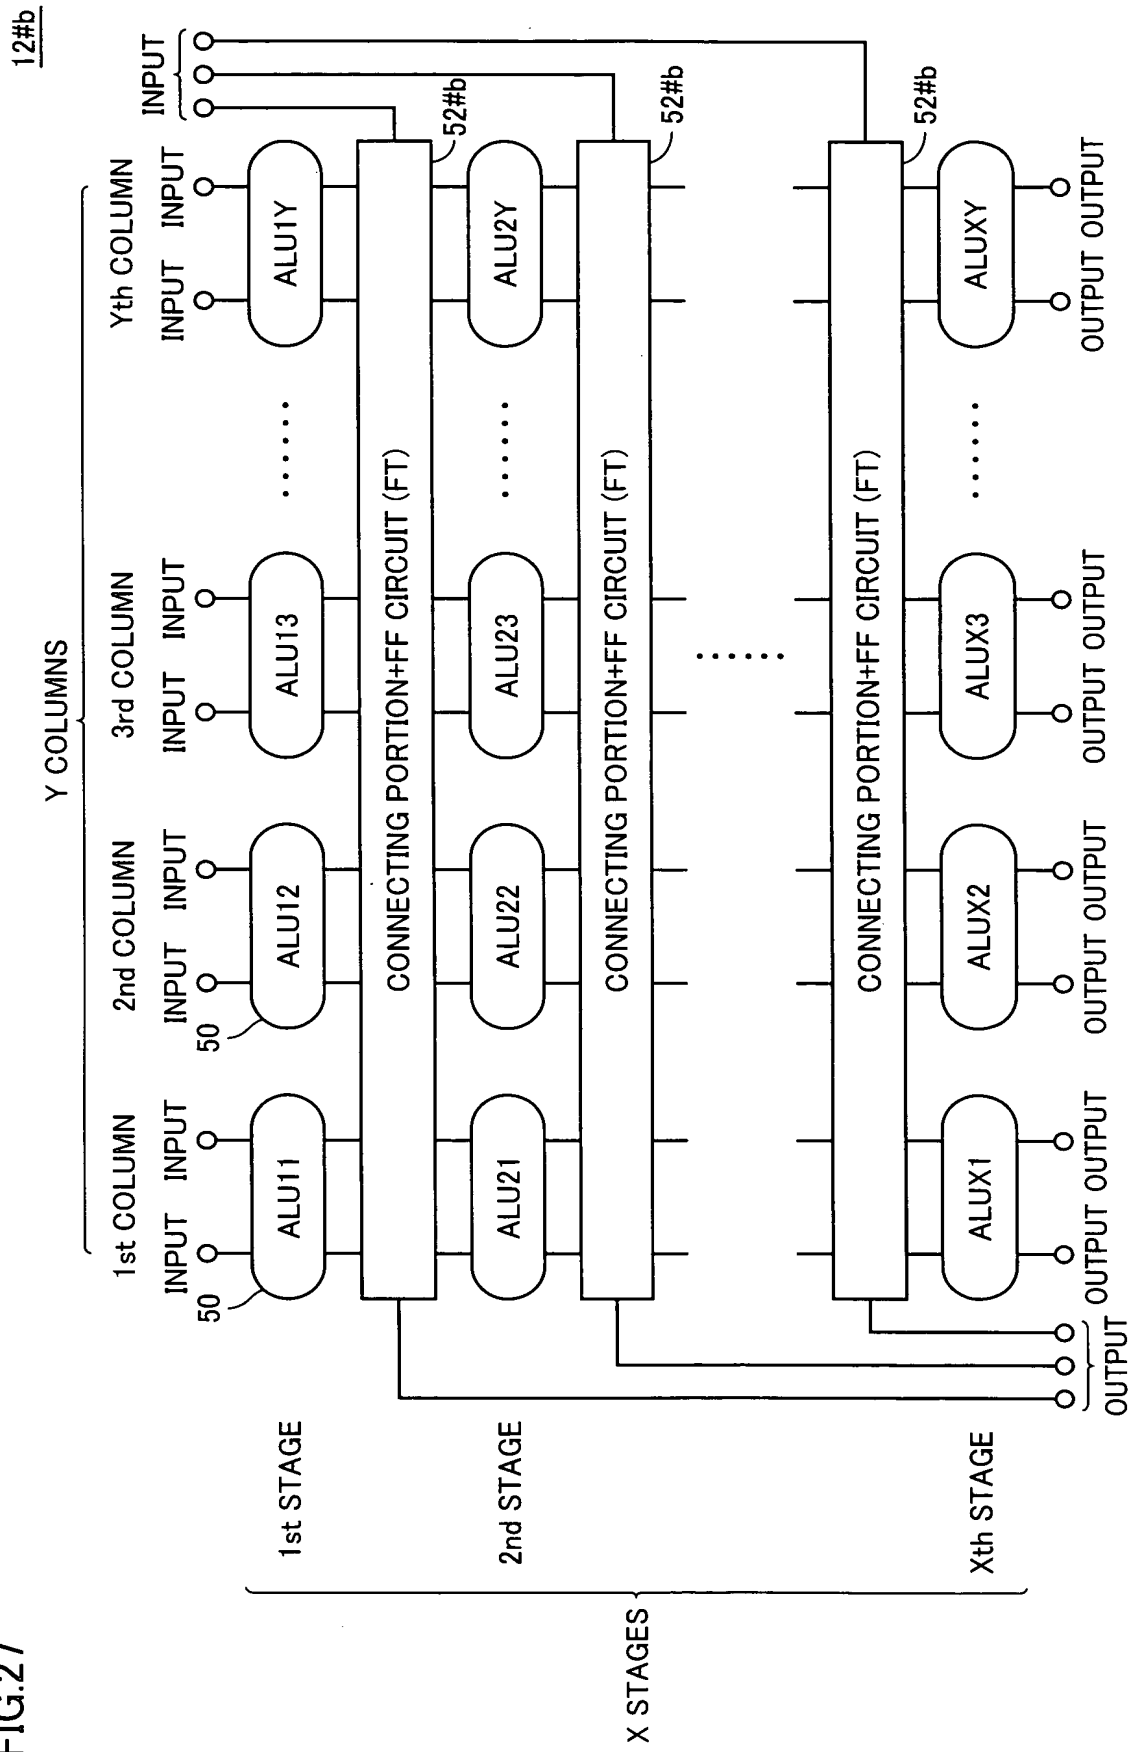 FIG.27
12#b
Y COLUMNS
1st COLUMN 2nd COLUMN 3rd COLUMN Yth COLUMN
INPUT INPUT INPUT INPUT INPUT INPUT INPUT INPUT INPUT
50 50
1st STAGE ALU11 ALU12 ALU13 ...... ALU1Y
CONNECTING PORTION+FF CIRCUIT (FT) 52#b
2nd STAGE ALU21 ALU22 ALU23 ...... ALU2Y
CONNECTING PORTION+FF CIRCUIT (FT) 52#b
X STAGES
......
CONNECTING PORTION+FF CIRCUIT (FT) 52#b
Xth STAGE ALUX1 ALUX2 ALUX3 ...... ALUXY
OUTPUT OUTPUT OUTPUT OUTPUT OUTPUT OUTPUT OUTPUT OUTPUT
OUTPUT